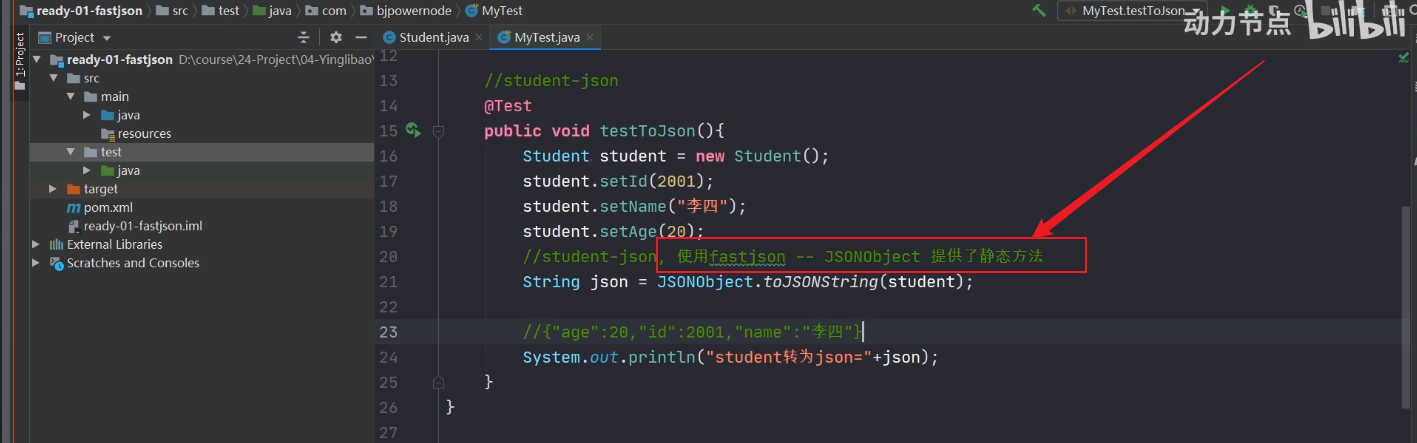 ready-01-fastjson
src
test
java
com
bjpowernode
MyTest
MyTest.testToJson
动力节点 bilibili
1: Project
Project
Student.java
MyTest.java
ready-01-fastjson D:\course\24-Project\04-Yinglibao\
src
main
java
resources
test
java
target
pom.xml
ready-01-fastjson.iml
External Libraries
Scratches and Consoles
12
13 //student-json
14 @Test
15 public void testToJson(){
16 Student student = new Student();
17 student.setId(2001);
18 student.setName("李四");
19 student.setAge(20);
20 //student-json, 使用fastjson -- JSONObject 提供了静态方法
21 String json = JSONObject.toJSONString(student);
22
23 //{"age":20,"id":2001,"name":"李四"}
24 System.out.println("student转为json="+json);
25 }
26 }
27